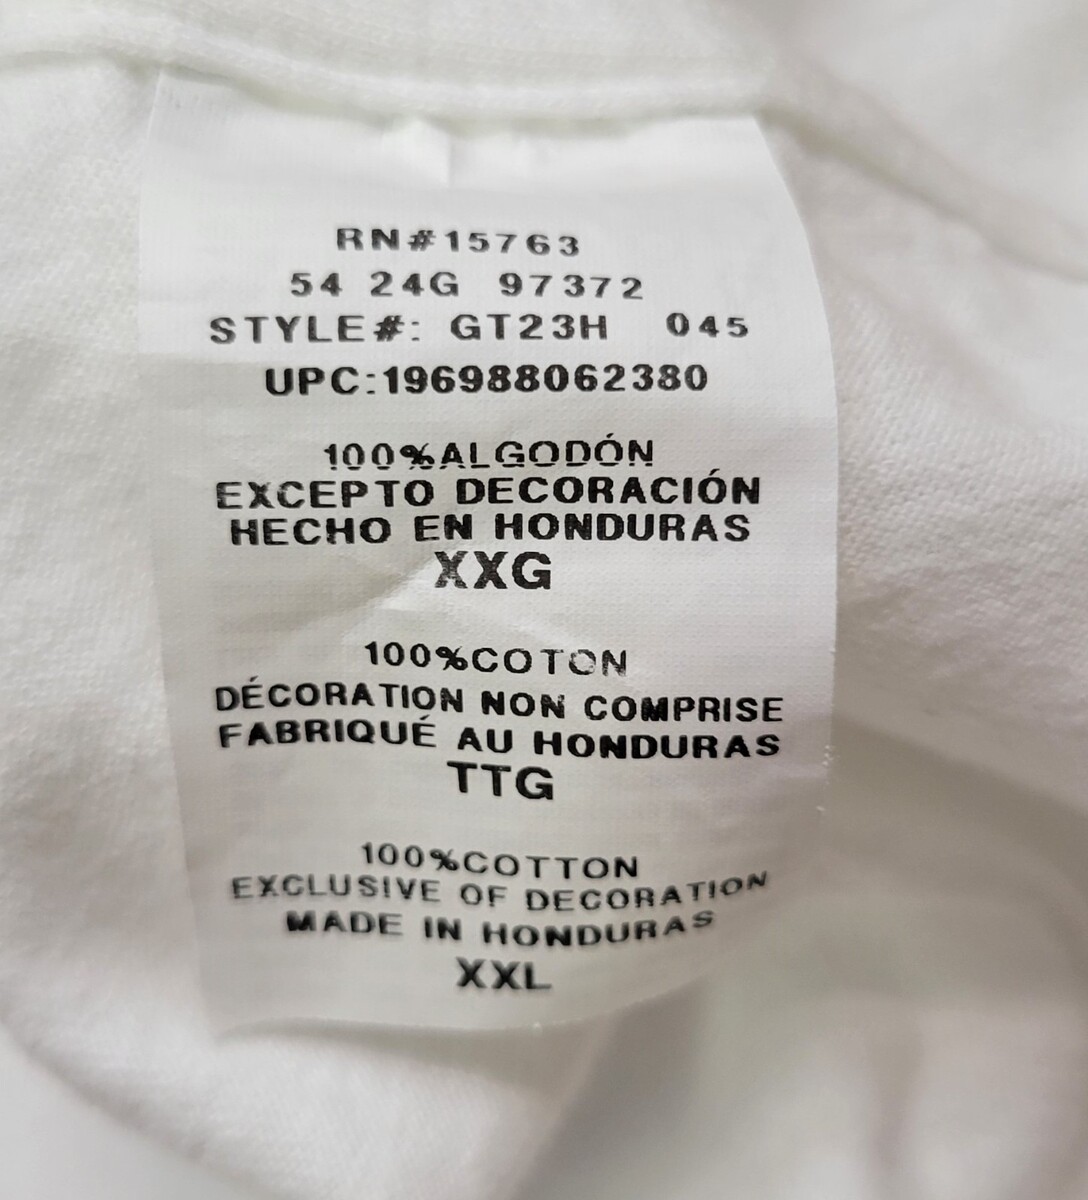 RN#15763
54 24G 97372
STYLE#: GT23H 045
UPC:196988062380
100%ALGODÓN
EXCEPTO DECORACIÓN
HECHO EN HONDURAS
XXG
100%COTON
DÉCORATION NON COMPRISE
FABRIQUÉ AU HONDURAS
TTG
100%COTTON
EXCLUSIVE OF DECORATION
MADE IN HONDURAS
XXL